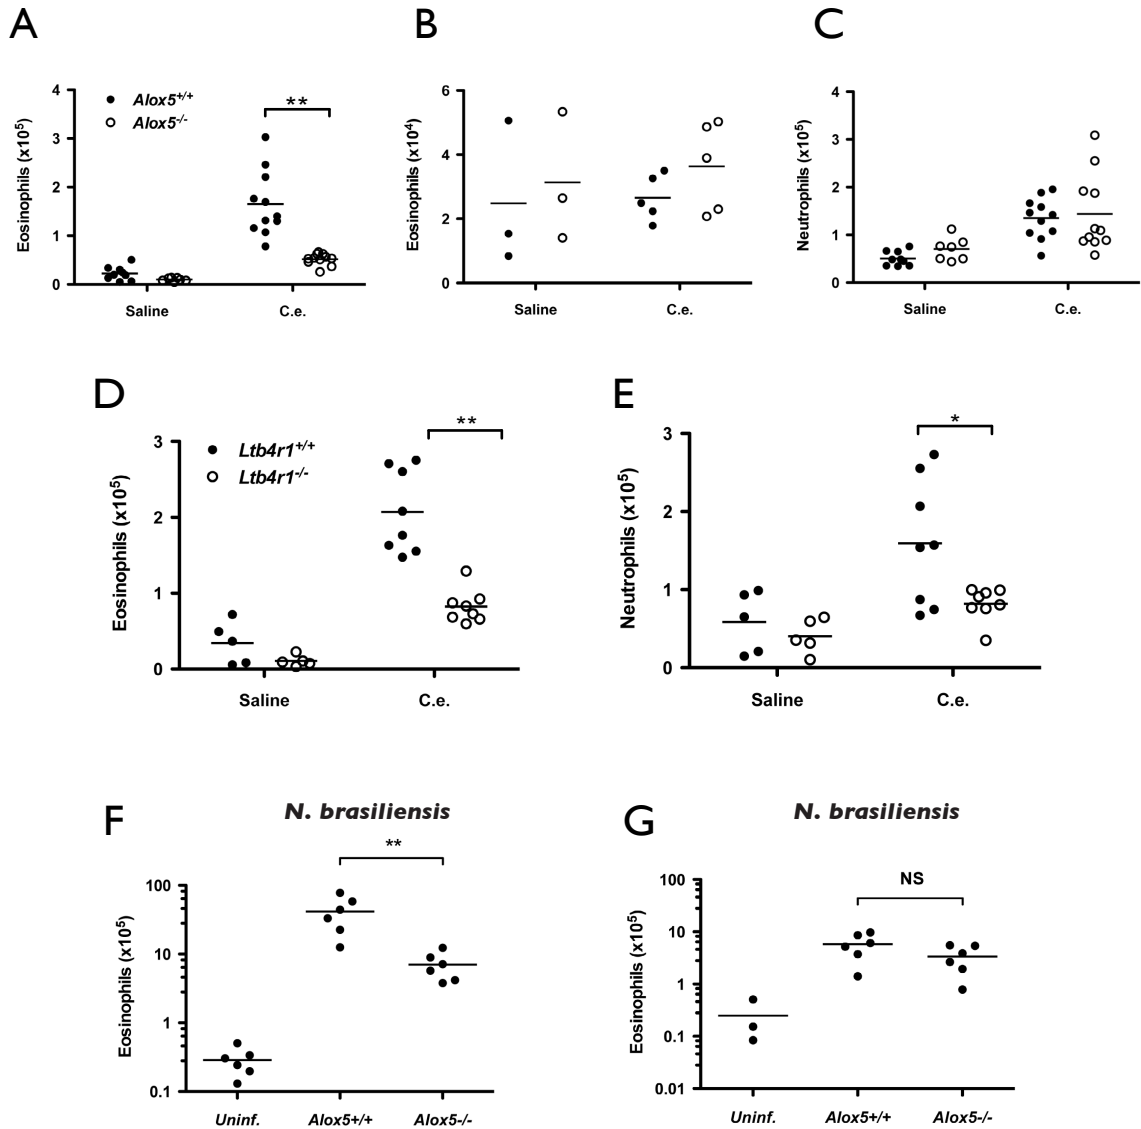 A
B
C
Eosinophils (x10⁵)
4
3
2
1
0
Alox5+/+
Alox5-/-
**
Saline
C.e.
Eosinophils (x10⁴)
6
4
2
0
Saline
C.e.
Neutrophils (x10⁵)
4
3
2
1
0
Saline
C.e.
D
E
Eosinophils (x10⁵)
3
2
1
0
Ltb4r1+/+
Ltb4r1-/-
**
Saline
C.e.
Neutrophils (x10⁵)
3
2
1
0
*
Saline
C.e.
F
N. brasiliensis
**
Eosinophils (x10⁵)
100
10
1
0.1
Uninf.
Alox5+/+
Alox5-/-
G
N. brasiliensis
NS
Eosinophils (x10⁵)
100
10
1
0.1
0.01
Uninf.
Alox5+/+
Alox5-/-